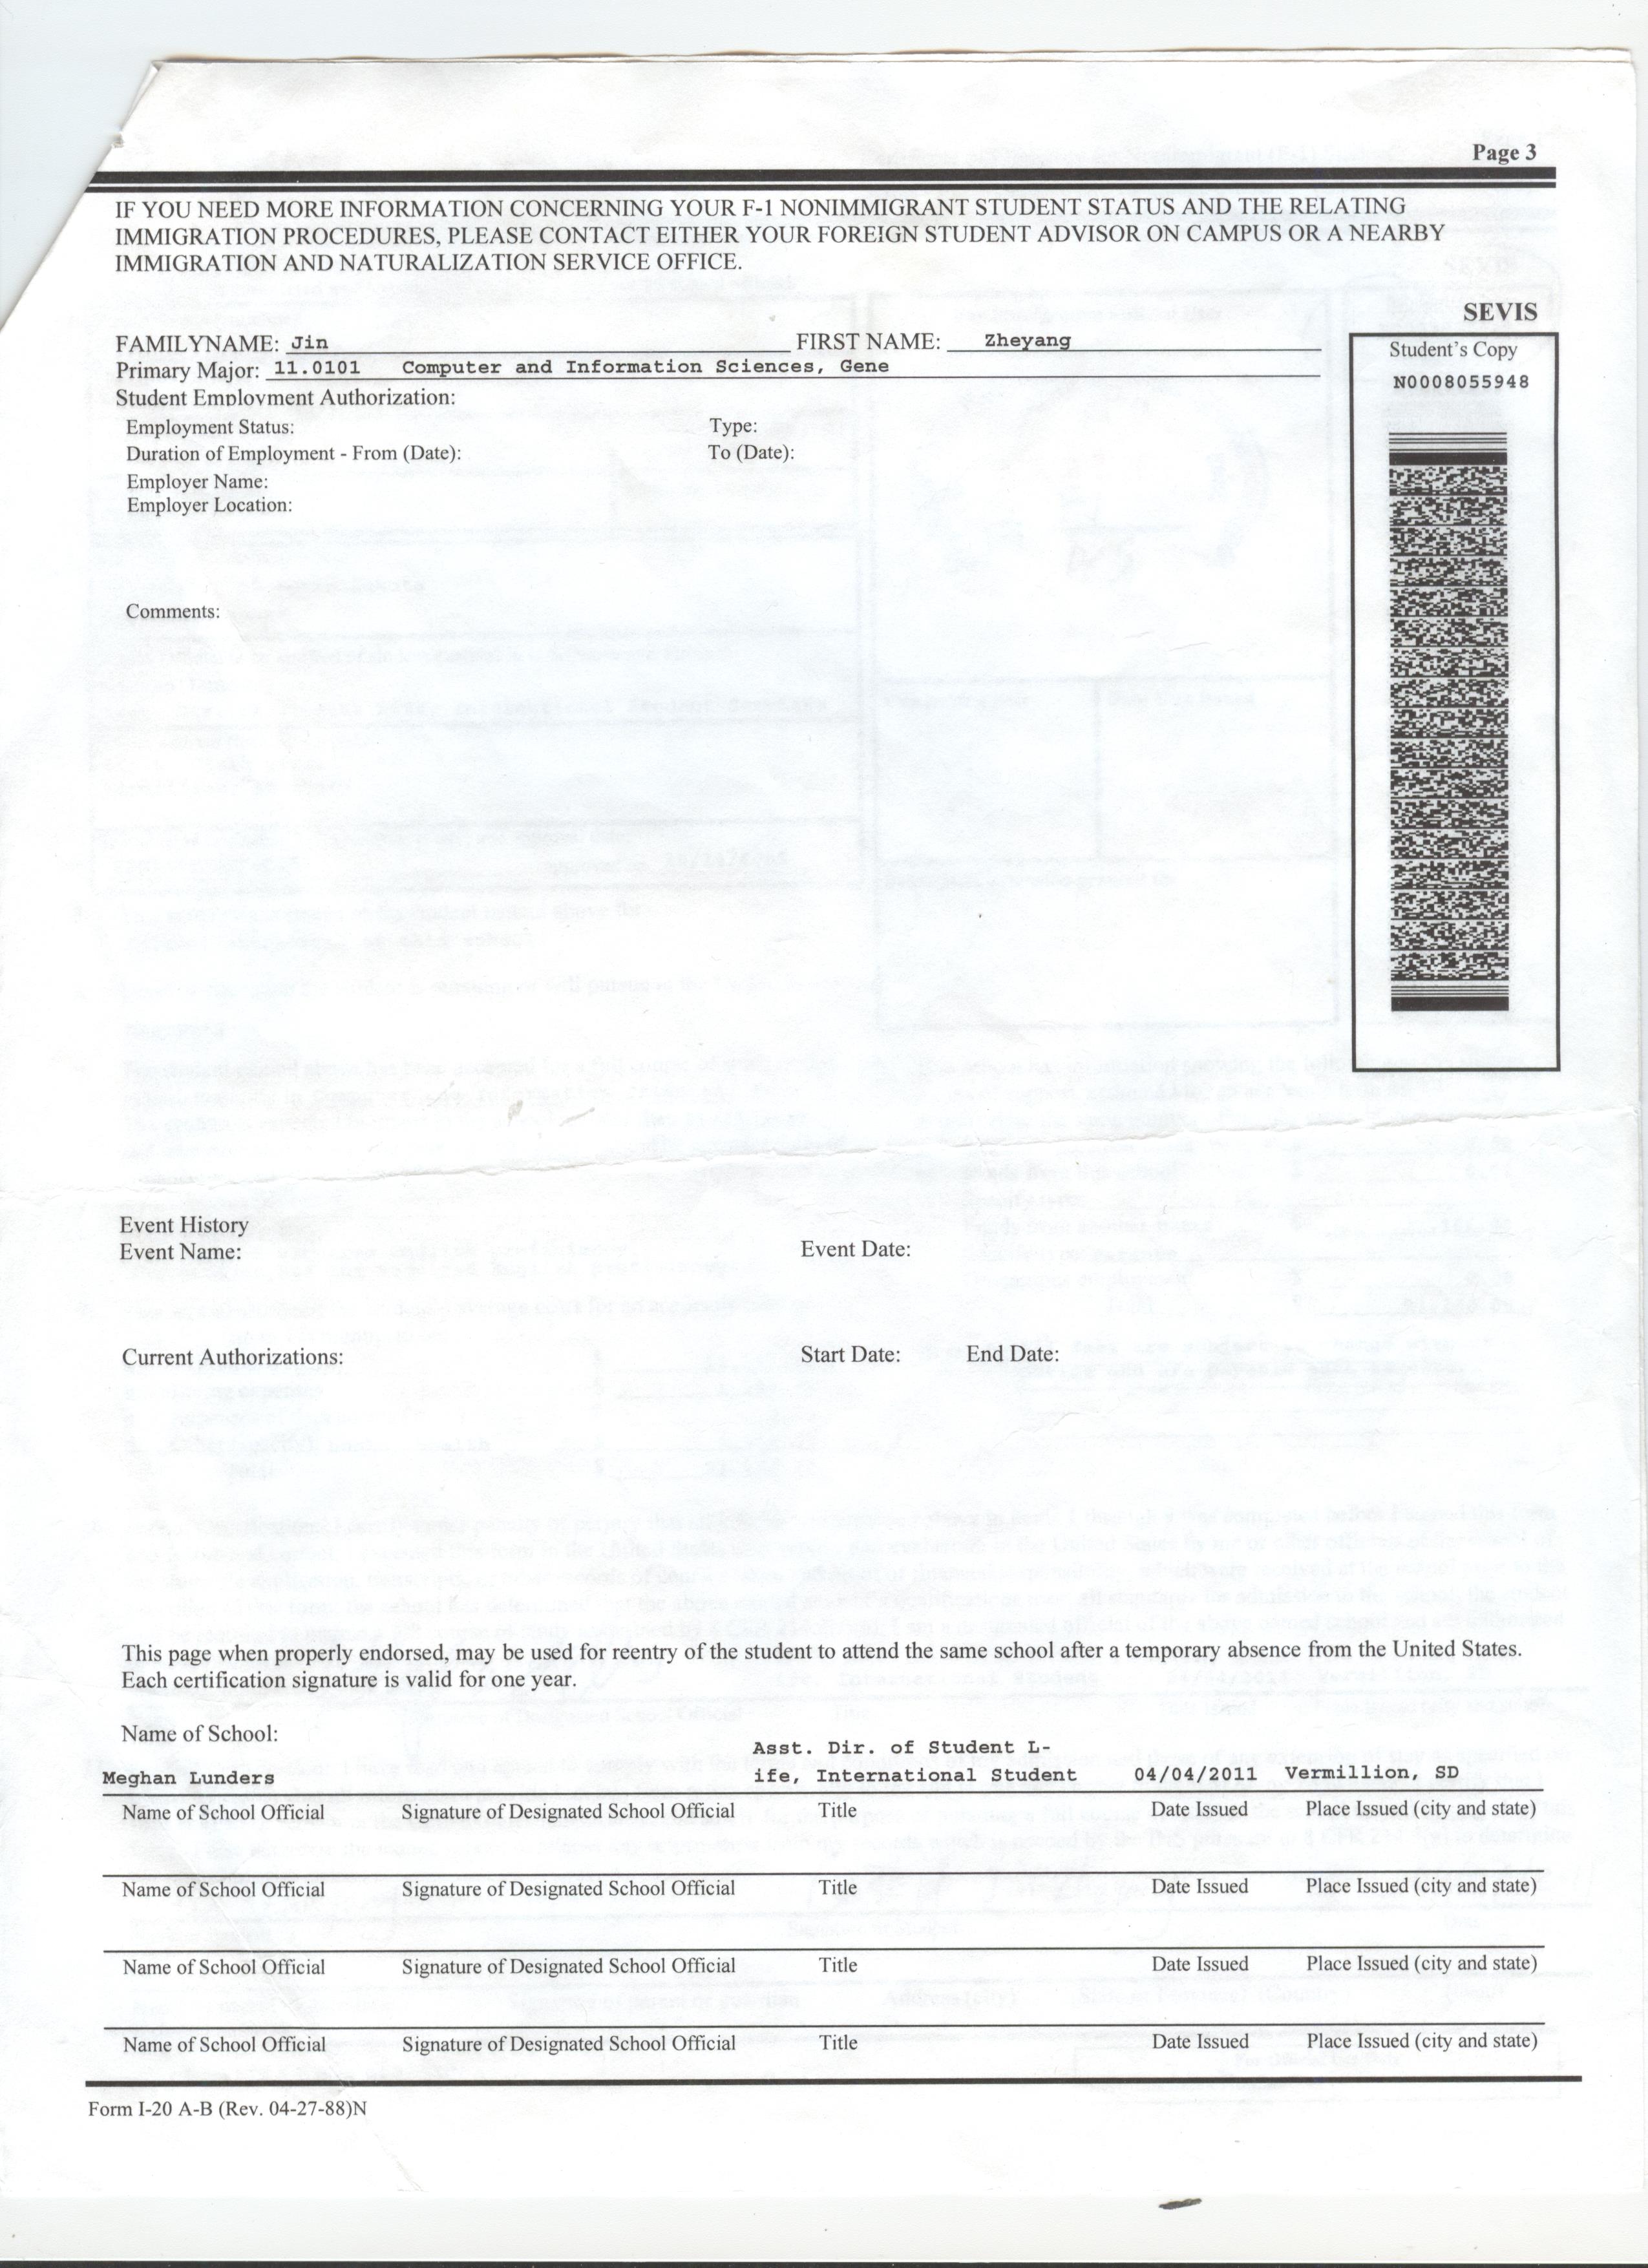 Page 3
IF YOU NEED MORE INFORMATION CONCERNING YOUR F-1 NONIMMIGRANT STUDENT STATUS AND THE RELATING
IMMIGRATION PROCEDURES, PLEASE CONTACT EITHER YOUR FOREIGN STUDENT ADVISOR ON CAMPUS OR A NEARBY
IMMIGRATION AND NATURALIZATION SERVICE OFFICE.
SEVIS
Student's Copy
N0008055948
FAMILYNAME: Jin FIRST NAME: Zheyang
Primary Major: 11.0101 Computer and Information Sciences, Gene
Student Employment Authorization:
Employment Status: Type:
Duration of Employment - From (Date): To (Date):
Employer Name:
Employer Location:
Comments:
Event History
Event Name: Event Date:
Current Authorizations: Start Date: End Date:
This page when properly endorsed, may be used for reentry of the student to attend the same school after a temporary absence from the United States.
Each certification signature is valid for one year.
Name of School:
Asst. Dir. of Student L-
Meghan Lunders ife, International Student 04/04/2011 Vermillion, SD
Name of School Official Signature of Designated School Official Title Date Issued Place Issued (city and state)
Name of School Official Signature of Designated School Official Title Date Issued Place Issued (city and state)
Name of School Official Signature of Designated School Official Title Date Issued Place Issued (city and state)
Name of School Official Signature of Designated School Official Title Date Issued Place Issued (city and state)
Form I-20 A-B (Rev. 04-27-88)N